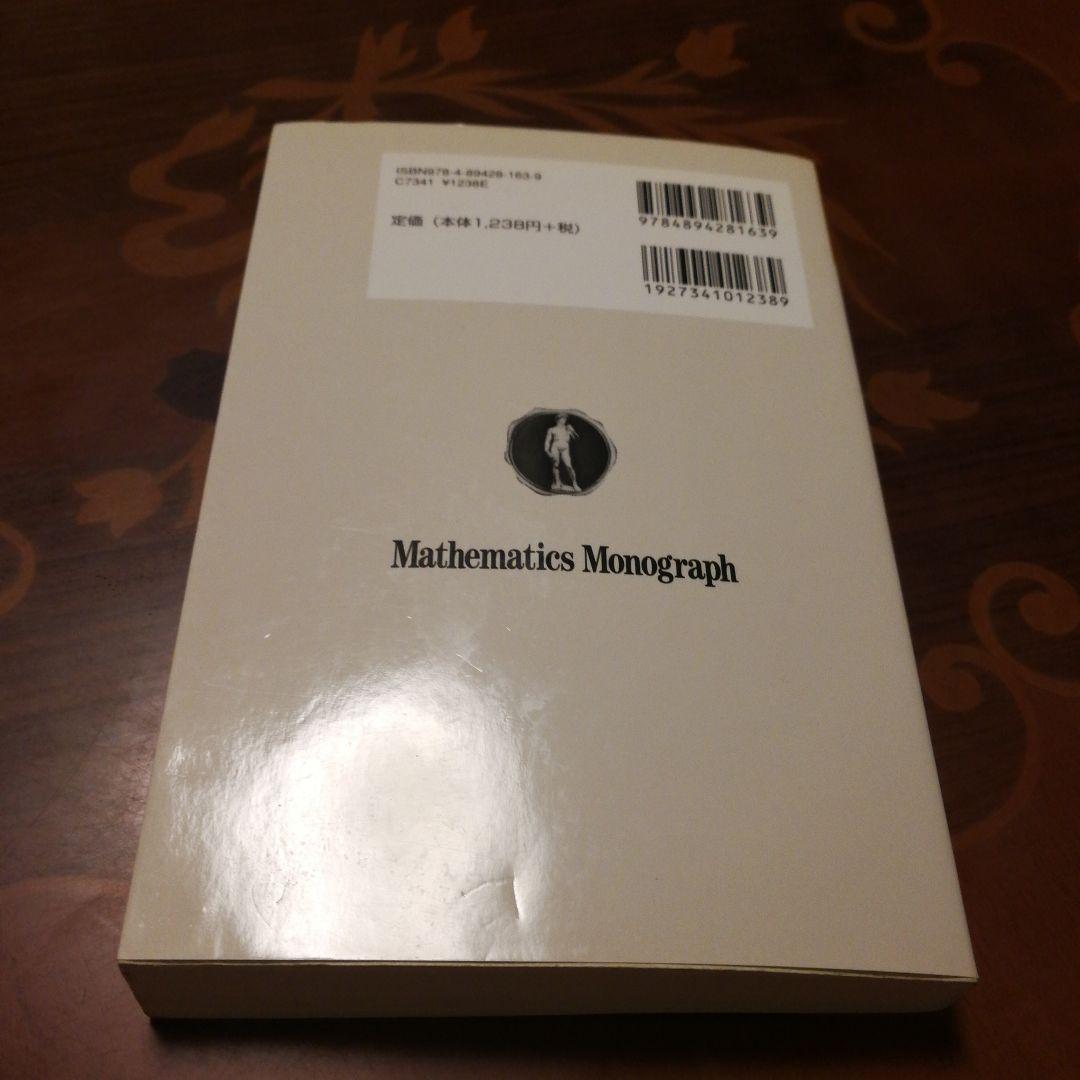 ISBN978-4-89428-163-9
C7341 ¥1238E
定価（本体1,238円+税）
9784894281639
1927341012389
Mathematics Monograph